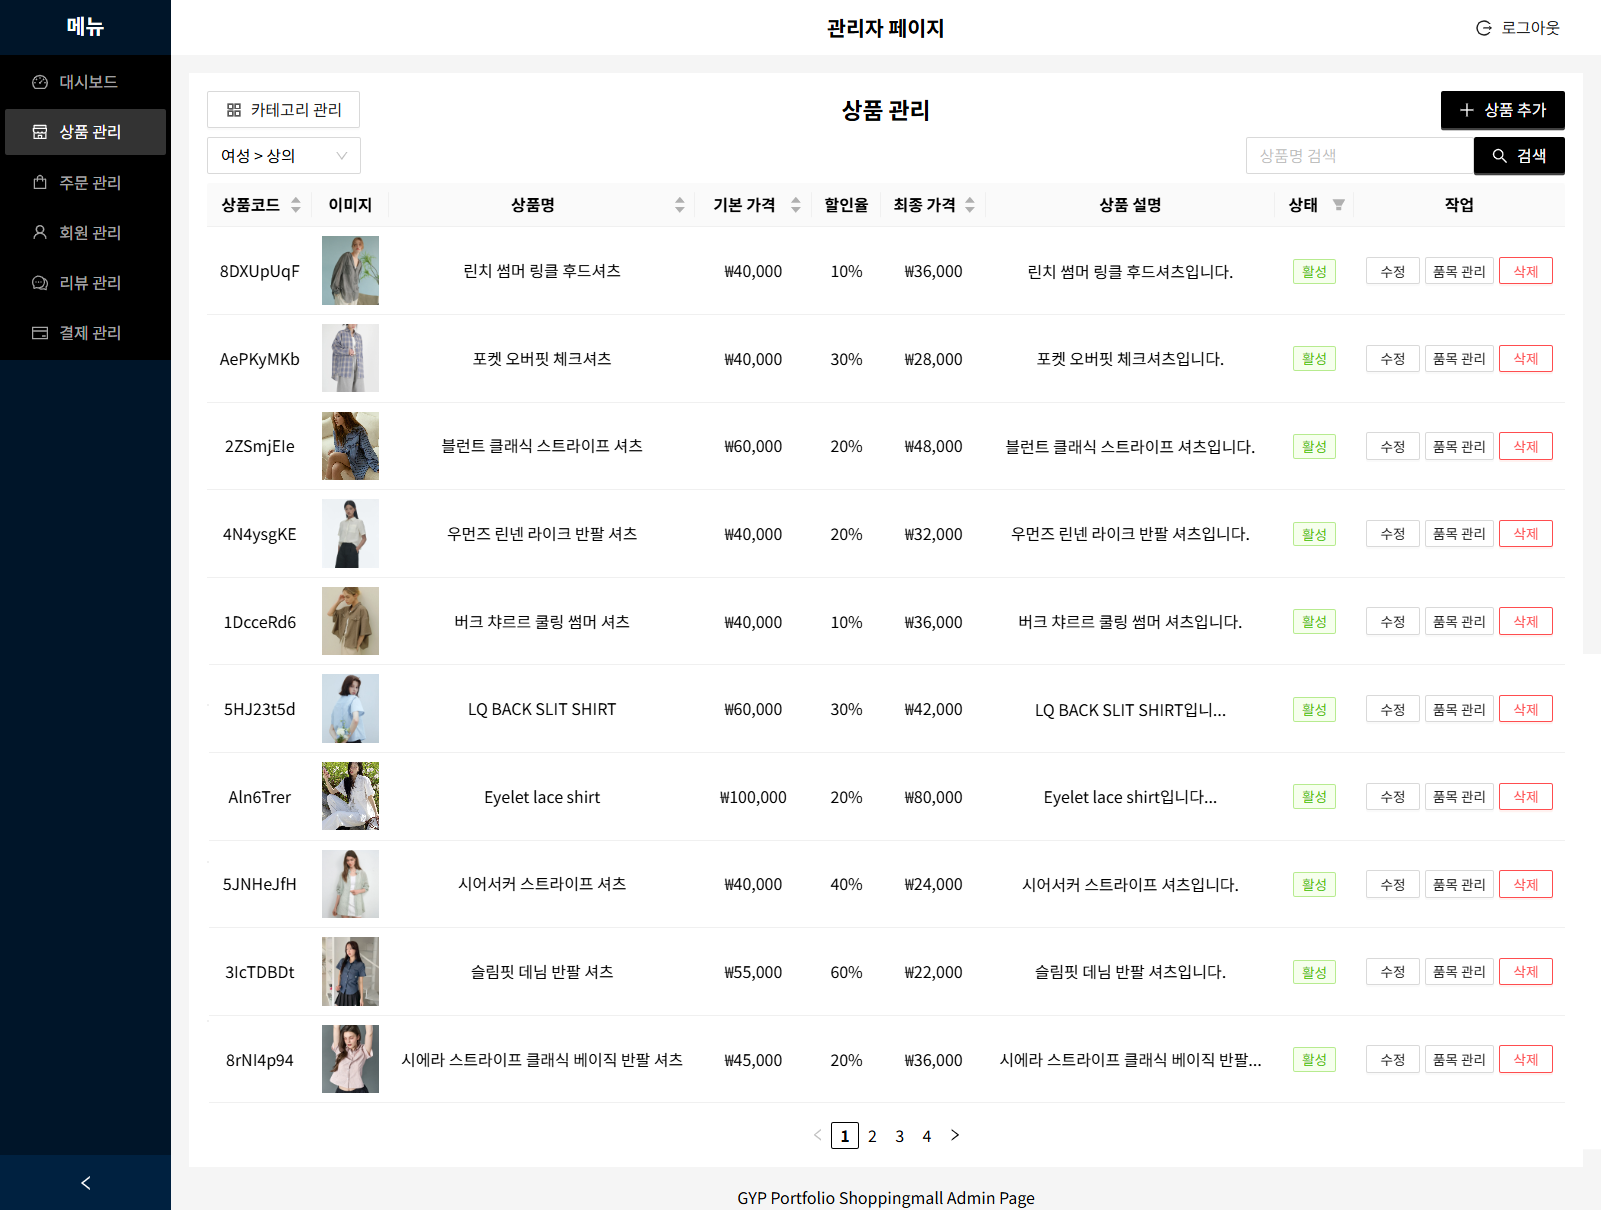 메뉴
관리자 페이지
로그아웃
대시보드
상품 관리
주문 관리
회원 관리
리뷰 관리
결제 관리
카테고리 관리
상품 관리
상품 추가
여성 > 상의
상품명 검색
검색
상품코드 이미지 상품명 기본 가격 할인율 최종 가격 상품 설명 상태 작업
8DXUpUqF 린치 썸머 링클 후드셔츠 ₩40,000 10% ₩36,000 린치 썸머 링클 후드셔츠입니다. 활성 수정 품목 관리 삭제
AePKyMKb 포켓 오버핏 체크셔츠 ₩40,000 30% ₩28,000 포켓 오버핏 체크셔츠입니다. 활성 수정 품목 관리 삭제
2ZSmjEIe 블런트 클래식 스트라이프 셔츠 ₩60,000 20% ₩48,000 블런트 클래식 스트라이프 셔츠입니다. 활성 수정 품목 관리 삭제
4N4ysgKE 우먼즈 린넨 라이크 반팔 셔츠 ₩40,000 20% ₩32,000 우먼즈 린넨 라이크 반팔 셔츠입니다. 활성 수정 품목 관리 삭제
1DcceRd6 버크 챠르르 쿨링 썸머 셔츠 ₩40,000 10% ₩36,000 버크 챠르르 쿨링 썸머 셔츠입니다. 활성 수정 품목 관리 삭제
5HJ23t5d LQ BACK SLIT SHIRT ₩60,000 30% ₩42,000 LQ BACK SLIT SHIRT입니... 활성 수정 품목 관리 삭제
Aln6Trer Eyelet lace shirt ₩100,000 20% ₩80,000 Eyelet lace shirt입니다... 활성 수정 품목 관리 삭제
5JNHeJfH 시어서커 스트라이프 셔츠 ₩40,000 40% ₩24,000 시어서커 스트라이프 셔츠입니다. 활성 수정 품목 관리 삭제
3IcTDBDt 슬림핏 데님 반팔 셔츠 ₩55,000 60% ₩22,000 슬림핏 데님 반팔 셔츠입니다. 활성 수정 품목 관리 삭제
8rNI4p94 시에라 스트라이프 클래식 베이직 반팔 셔츠 ₩45,000 20% ₩36,000 시에라 스트라이프 클래식 베이직 반팔... 활성 수정 품목 관리 삭제
1 2 3 4
GYP Portfolio Shoppingmall Admin Page